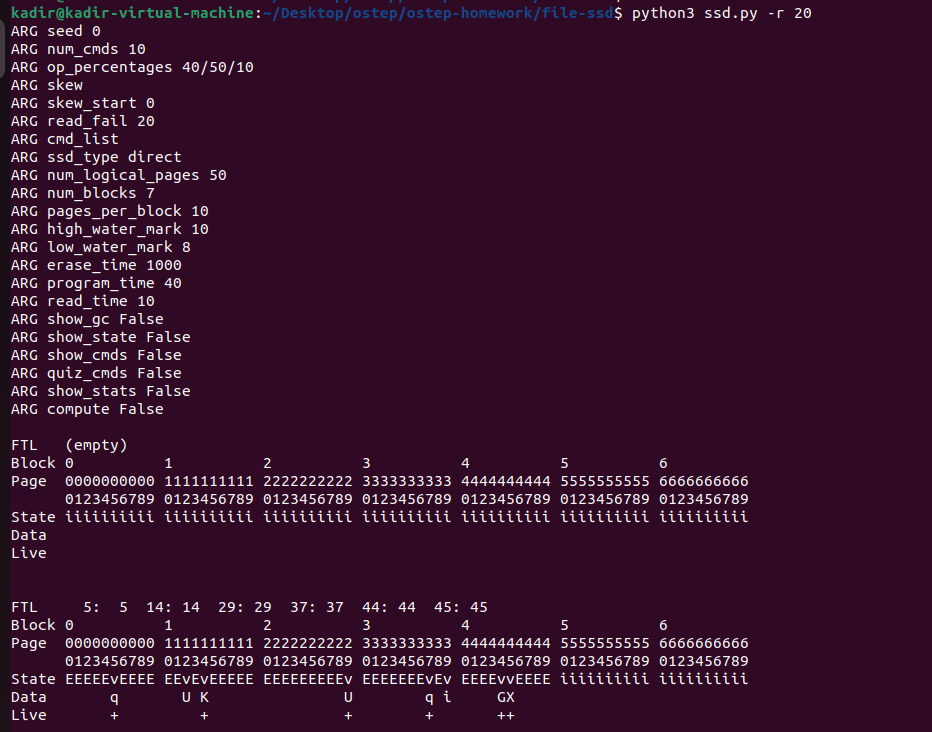 kadir@kadir-virtual-machine:~/Desktop/ostep/ostep-homework/file-ssd$ python3 ssd.py -r 20
ARG seed 0
ARG num_cmds 10
ARG op_percentages 40/50/10
ARG skew
ARG skew_start 0
ARG read_fail 20
ARG cmd_list
ARG ssd_type direct
ARG num_logical_pages 50
ARG num_blocks 7
ARG pages_per_block 10
ARG high_water_mark 10
ARG low_water_mark 8
ARG erase_time 1000
ARG program_time 40
ARG read_time 10
ARG show_gc False
ARG show_state False
ARG show_cmds False
ARG quiz_cmds False
ARG show_stats False
ARG compute False

FTL   (empty)
Block 0          1          2          3          4          5          6
Page  0000000000 1111111111 2222222222 3333333333 4444444444 5555555555 6666666666
      0123456789 0123456789 0123456789 0123456789 0123456789 0123456789 0123456789
State iiiiiiiiii iiiiiiiiii iiiiiiiiii iiiiiiiiii iiiiiiiiii iiiiiiiiii iiiiiiiiii
Data
Live

FTL     5:  5  14: 14  29: 29  37: 37  44: 44  45: 45
Block 0          1          2          3          4          5          6
Page  0000000000 1111111111 2222222222 3333333333 4444444444 5555555555 6666666666
      0123456789 0123456789 0123456789 0123456789 0123456789 0123456789 0123456789
State EEEEEvEEEE EEvEvEEEEE EEEEEEEEEv EEEEEEEvEv EEEEvvEEEE iiiiiiiiii iiiiiiiiii
Data       q       U K               U        q i     GX
Live       +         +               +        +       ++